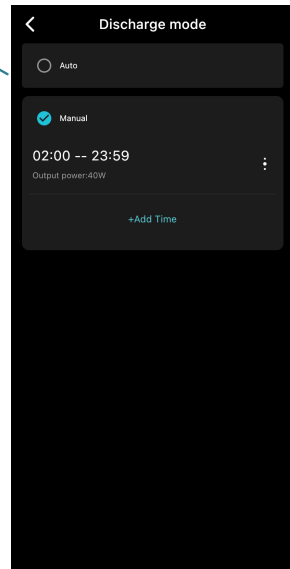 Discharge mode
Auto
Manual
02:00 -- 23:59
Output power:40W
+Add Time